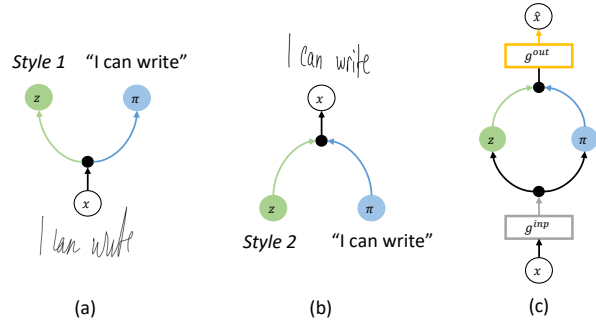 Style 1 "I can write"
z π
x
I can write
(a)
I can write
x
z π
Style 2 "I can write"
(b)
x̂
g^out
z π
g^inp
x
(c)